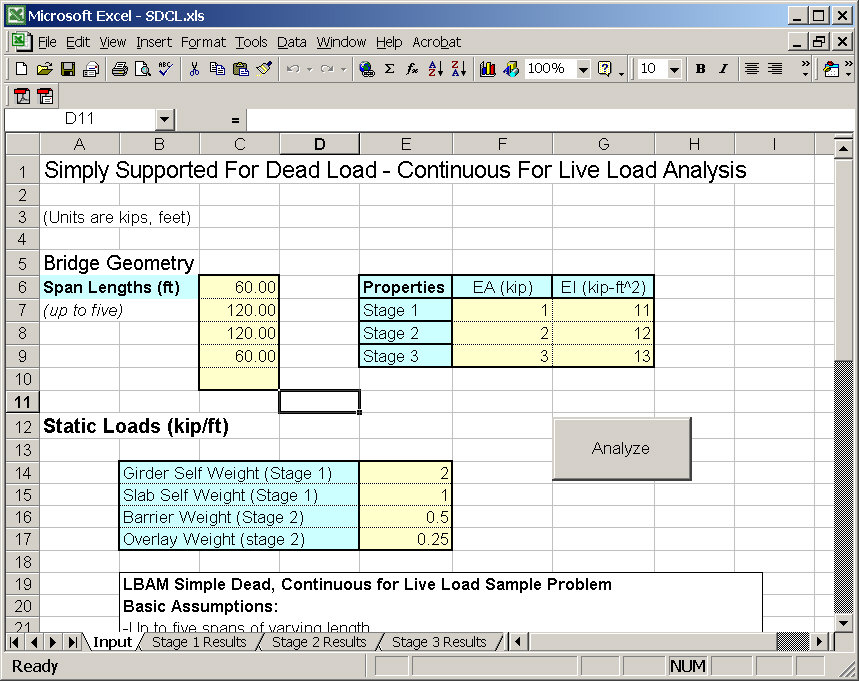 Microsoft Excel - SDCL.xls
File Edit View Insert Format Tools Data Window Help Acrobat
100% 10 B I
D11 =
A B C D E F G H I
1 Simply Supported For Dead Load - Continuous For Live Load Analysis
2
3 (Units are kips, feet)
4
5 Bridge Geometry
6 Span Lengths (ft) 60.00 Properties EA (kip) EI (kip-ft^2)
7 (up to five) 120.00 Stage 1 1 11
8 120.00 Stage 2 2 12
9 60.00 Stage 3 3 13
10
11
12 Static Loads (kip/ft)
Analyze
13
14 Girder Self Weight (Stage 1) 2
15 Slab Self Weight (Stage 1) 1
16 Barrier Weight (Stage 2) 0.5
17 Overlay Weight (stage 2) 0.25
18
19 LBAM Simple Dead, Continuous for Live Load Sample Problem
20 Basic Assumptions:
21 -Up to five spans of varying length
Input Stage 1 Results Stage 2 Results Stage 3 Results
Ready NUM